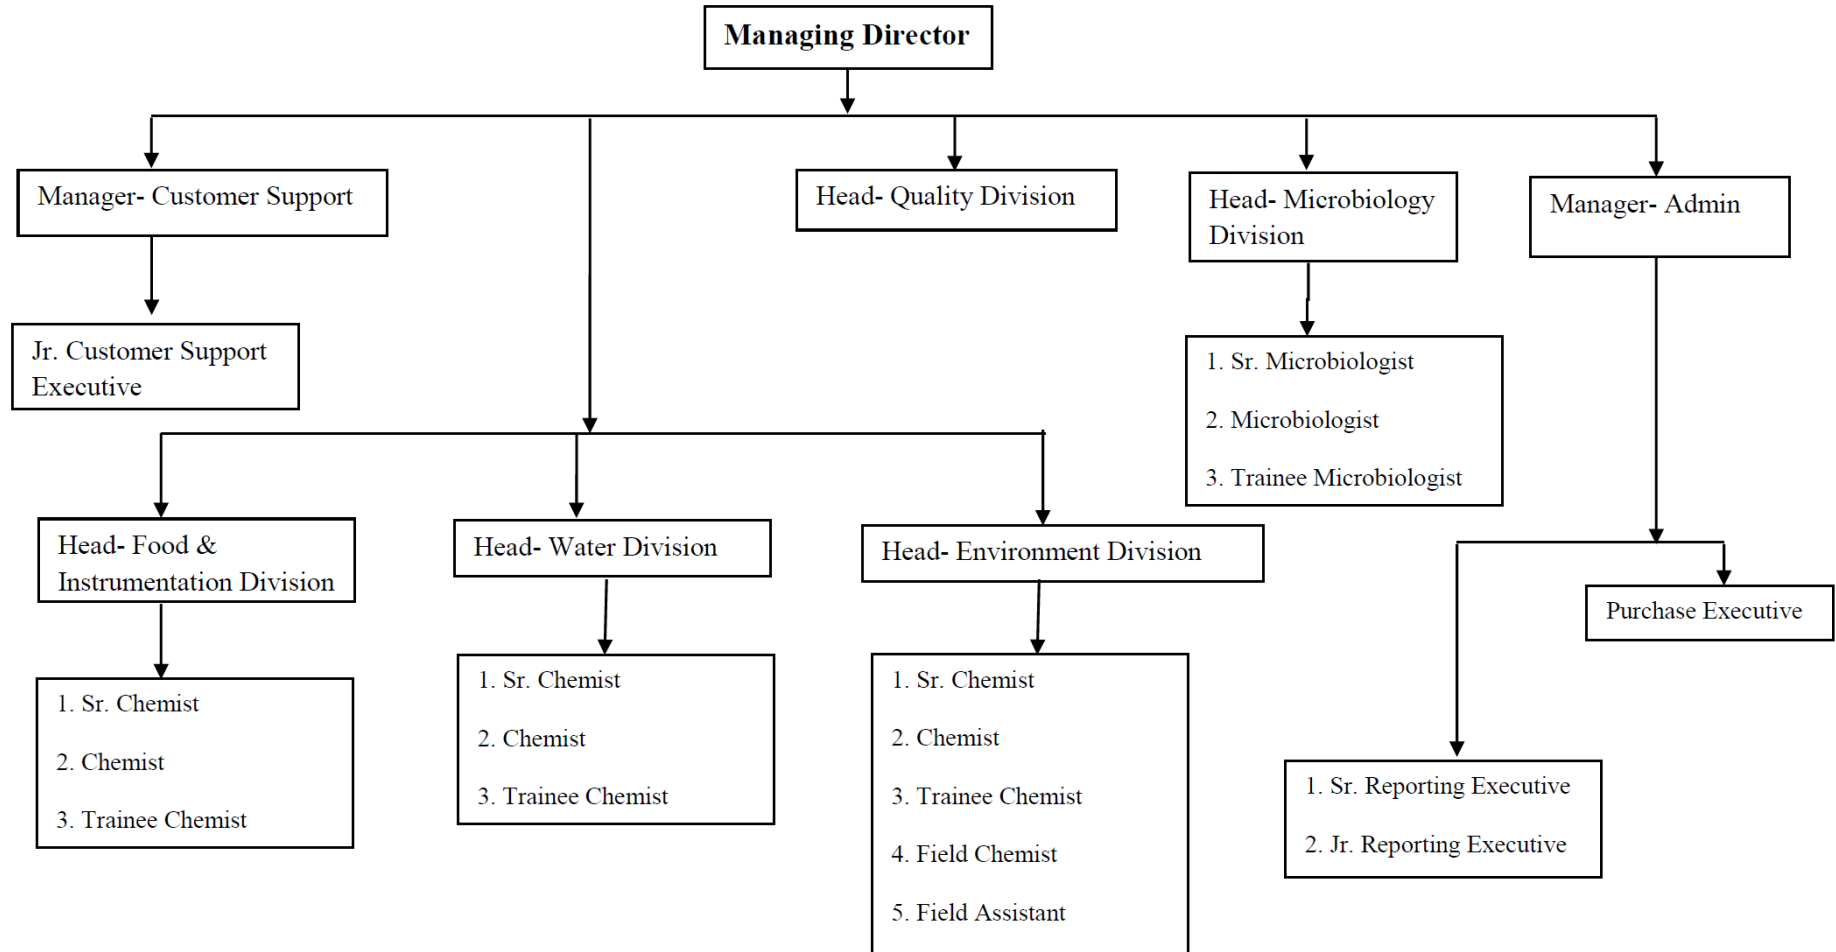 Managing Director
Manager- Customer Support
Head- Quality Division
Head- Microbiology
Division
Manager- Admin
Jr. Customer Support
Executive
1. Sr. Microbiologist
2. Microbiologist
3. Trainee Microbiologist
Head- Food &
Instrumentation Division
Head- Water Division
Head- Environment Division
Purchase Executive
1. Sr. Chemist
2. Chemist
3. Trainee Chemist
1. Sr. Chemist
2. Chemist
3. Trainee Chemist
1. Sr. Chemist
2. Chemist
3. Trainee Chemist
4. Field Chemist
5. Field Assistant
1. Sr. Reporting Executive
2. Jr. Reporting Executive